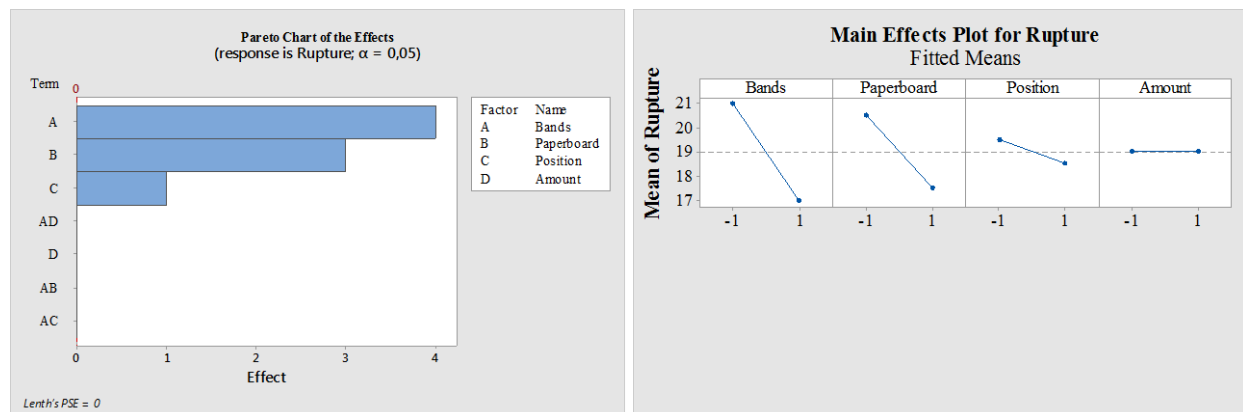 Pareto Chart of the Effects
(response is Rupture; α = 0,05)
Term
0
A
B
C
AD
D
AB
AC
0 1 2 3 4
Effect
Lenth's PSE = 0
Factor Name
A Bands
B Paperboard
C Position
D Amount
Main Effects Plot for Rupture
Fitted Means
Bands Paperboard Position Amount
Mean of Rupture
21
20
19
18
17
-1 1 -1 1 -1 1 -1 1